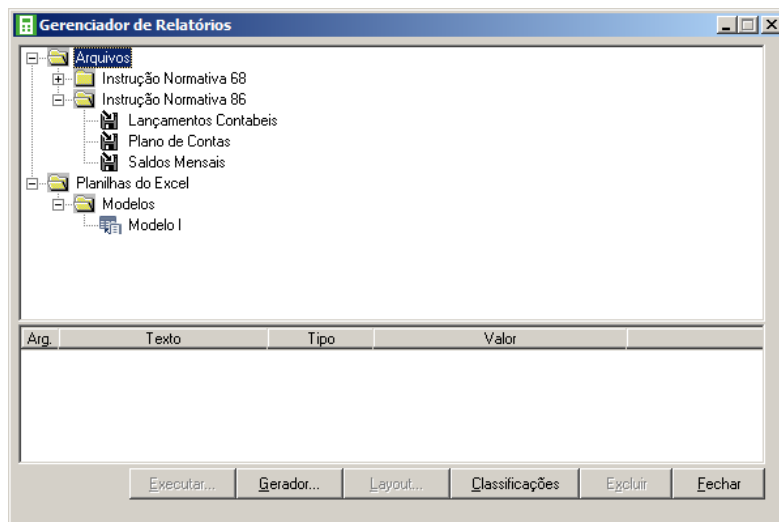 Gerenciador de Relatórios
Arquivos
Instrução Normativa 68
Instrução Normativa 86
Lançamentos Contabeis
Plano de Contas
Saldos Mensais
Planilhas do Excel
Modelos
Modelo I
Arg. Texto Tipo Valor
Executar... Gerador... Layout... Classificações Excluir Fechar